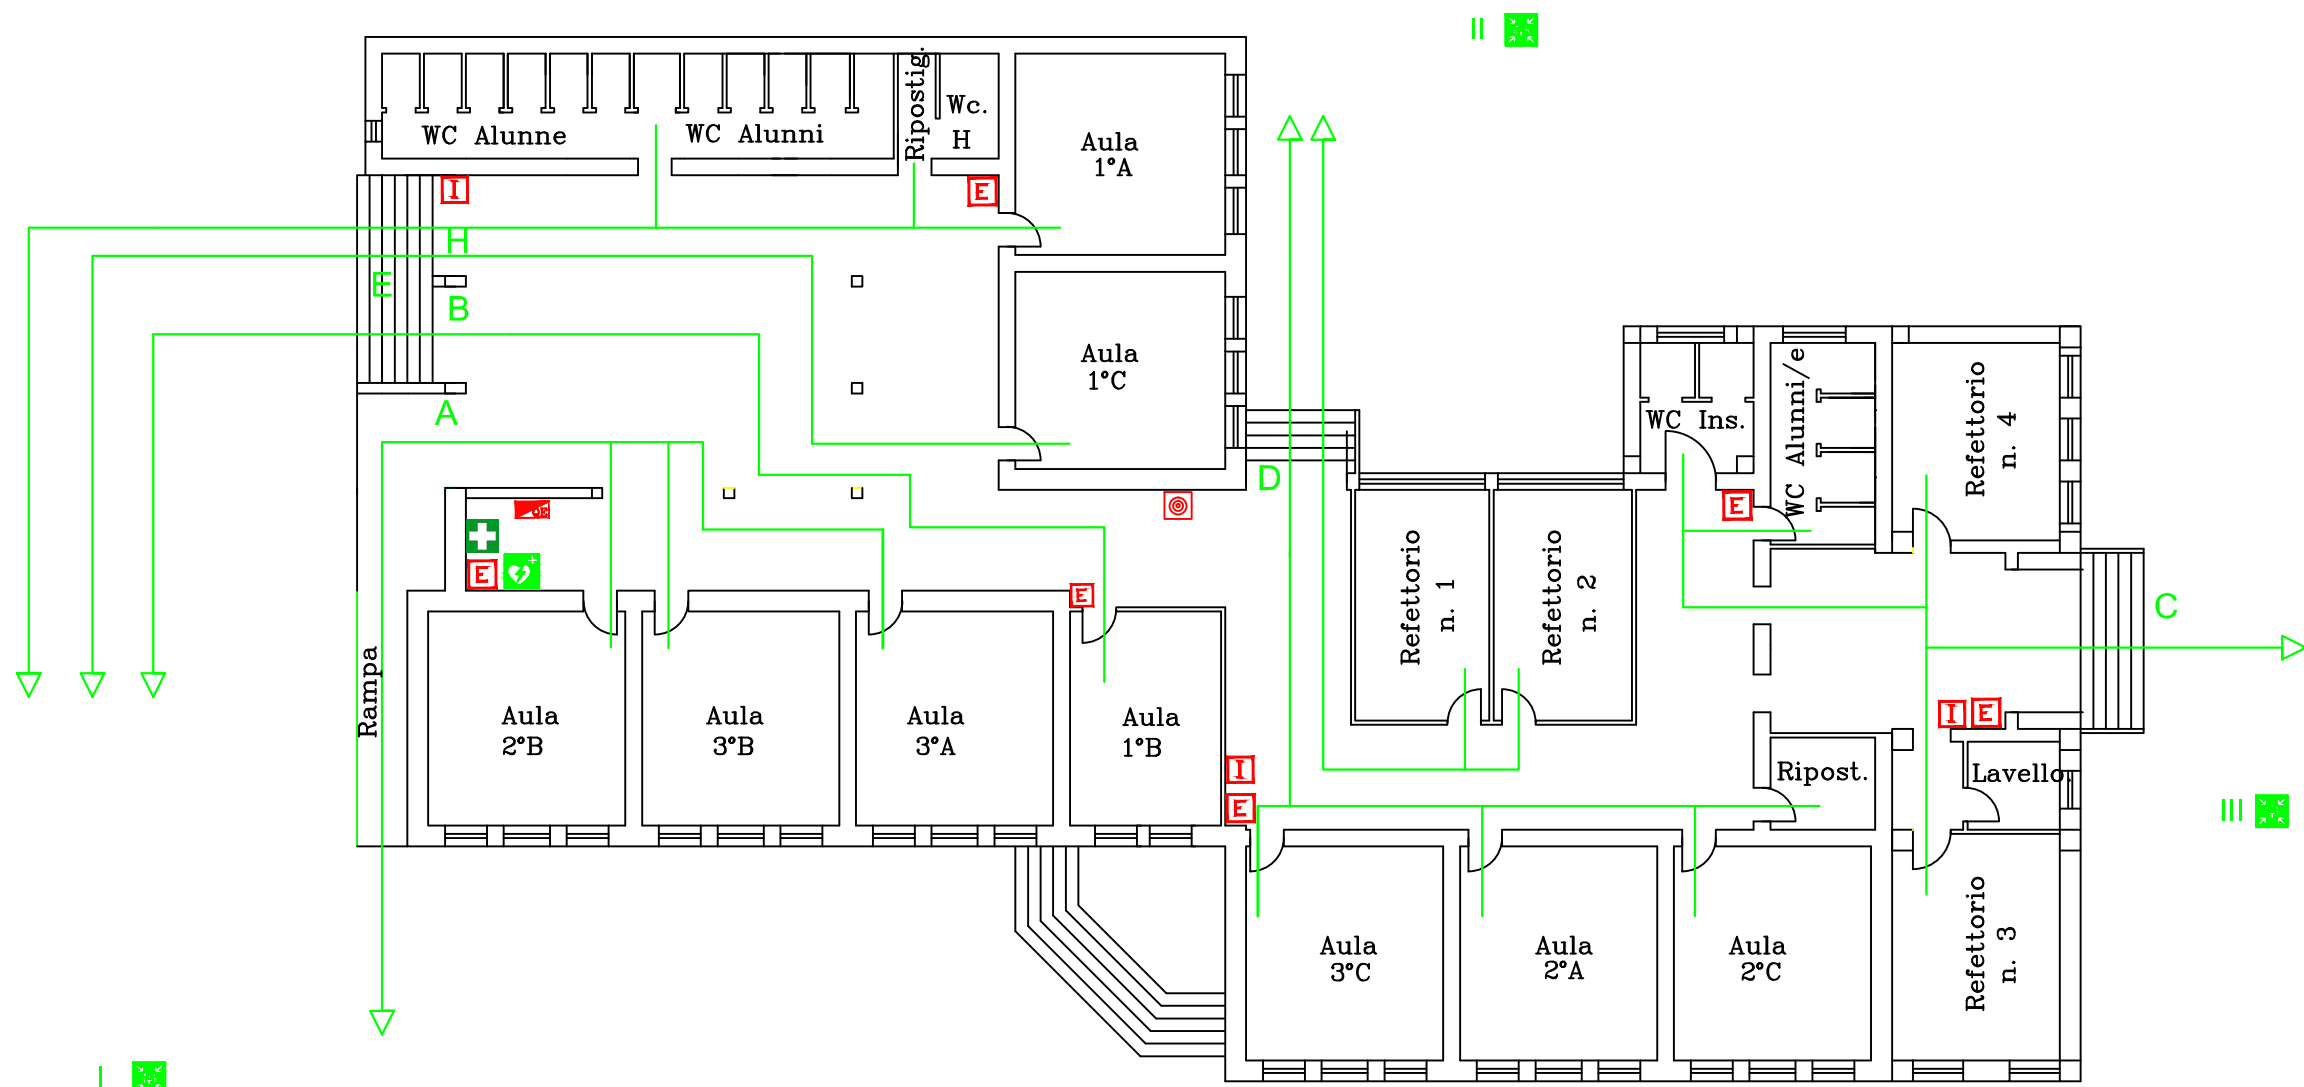 II
Ripostig.
Wc.
H
WC Alunne
WC Alunni
Aula
1°A
I
E
H
E
B
A
Aula
1°C
D
WC Ins.
WC Alunni/e
Refettorio
n. 4
E
QE
E
E
Refettorio
n. 1
Refettorio
n. 2
C
Rampa
Aula
2°B
Aula
3°B
Aula
3°A
Aula
1°B
I
E
I
E
Ripost.
Lavello.
III
Aula
3°C
Aula
2°A
Aula
2°C
Refettorio
n. 3
I